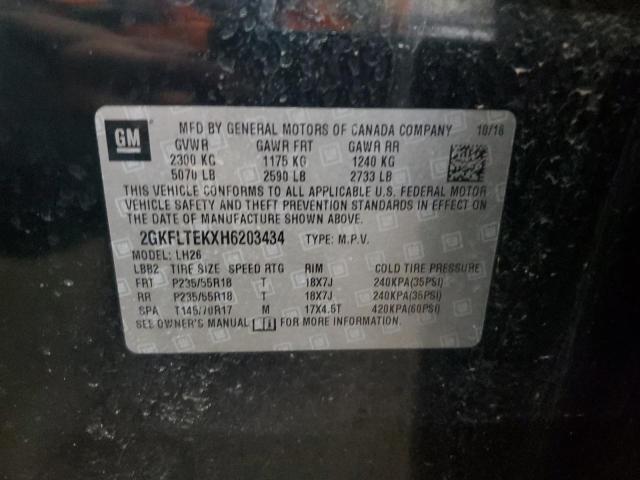 GM
MFD BY GENERAL MOTORS OF CANADA COMPANY 10/16
GVWR GAWR FRT GAWR RR
2300 KG 1175 KG 1240 KG
5070 LB 2590 LB 2733 LB
THIS VEHICLE CONFORMS TO ALL APPLICABLE U.S. FEDERAL MOTOR
VEHICLE SAFETY AND THEFT PREVENTION STANDARDS IN EFFECT ON
THE DATE OF MANUFACTURE SHOWN ABOVE.
2GKFLTEKXH6203434 TYPE: M.P.V.
MODEL: LH26
LBB2 TIRE SIZE SPEED RTG RIM COLD TIRE PRESSURE
FRT P235/55R18 T 18X7J 240KPA(35PSI)
RR P235/55R18 T 18X7J 240KPA(35PSI)
SPA T145/70R17 M 17X4.5T 420KPA(60PSI)
SEE OWNER'S MANUAL FOR MORE INFORMATION.